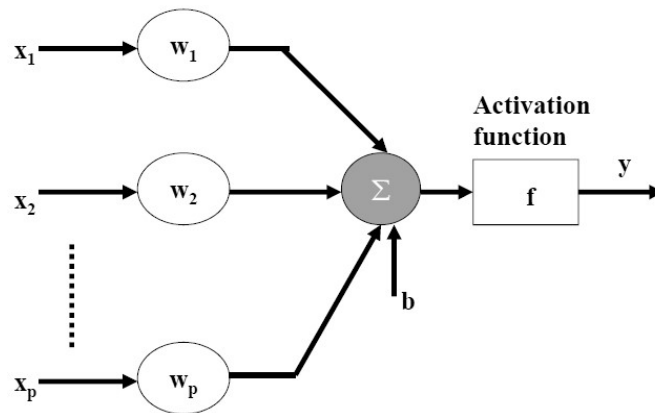 x₁
w₁
Activation
function
x₂
w₂
Σ
f
y
b
xₚ
wₚ